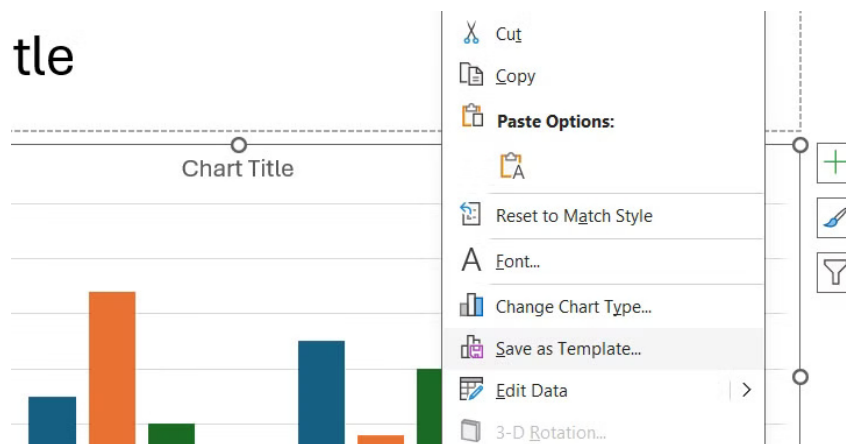 tle
Chart Title
Cut
Copy
Paste Options:
A
Reset to Match Style
A Font...
Change Chart Type...
Save as Template...
Edit Data
3-D Rotation...